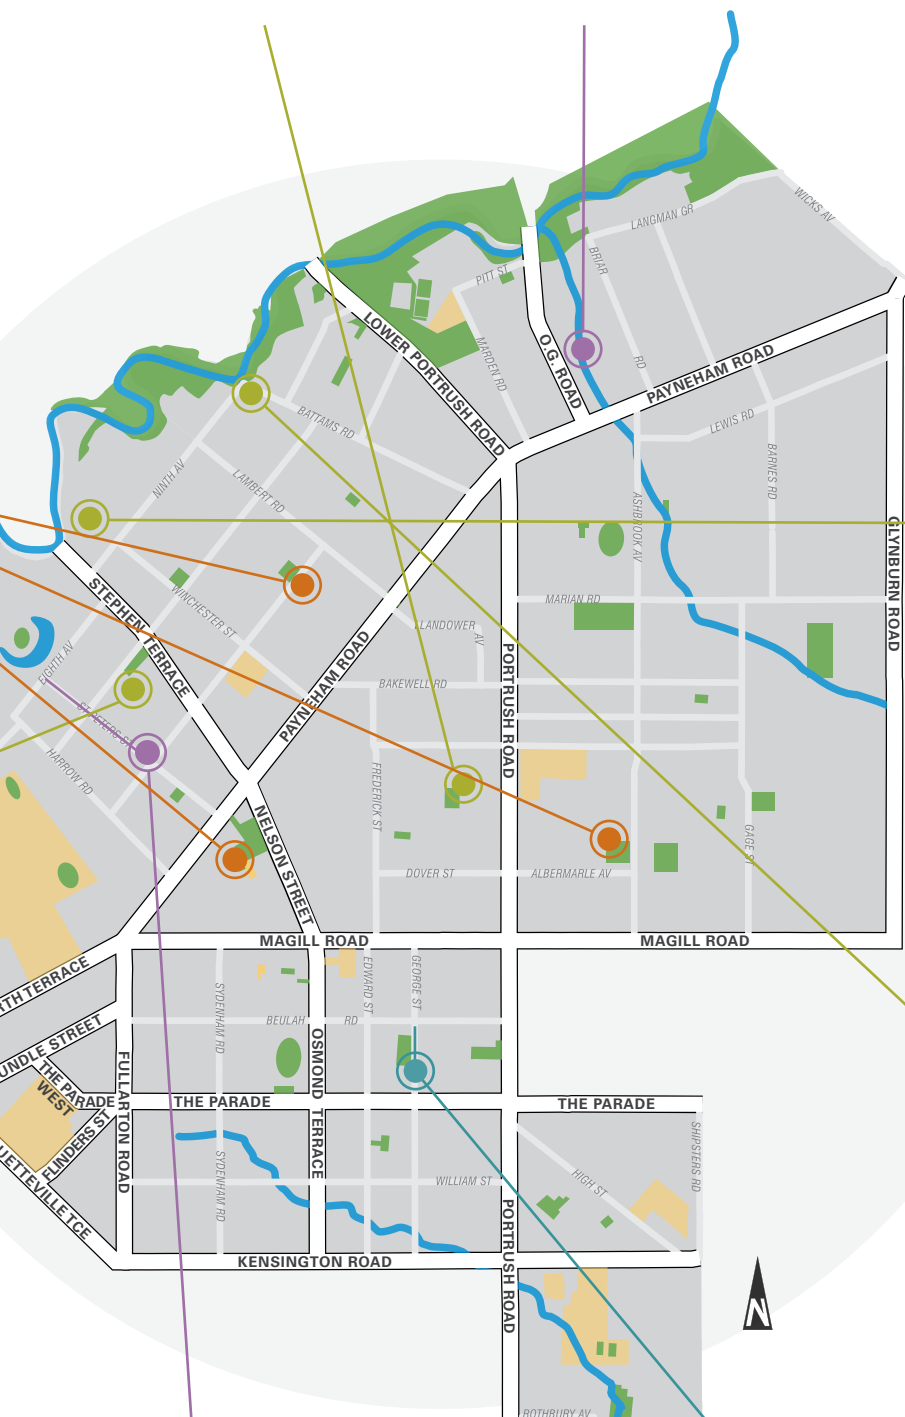 WICKS AV
LANGMAN GR
BRIAR
RD
PITT ST
LOWER PORTRUSH ROAD
MARDEN RD
O.G. ROAD
PAYNEHAM ROAD
LEWIS RD
BATTAMS RD
BARNES RD
NINTH AV
LAMBERT RD
ASHBROOK AV
GLYNBURN ROAD
STEPHEN TERRACE
WINCHESTER ST
MARIAN RD
LLANDOWER
AV
EIGHTH AV
PAYNEHAM ROAD
PORTRUSH ROAD
BAKEWELL RD
ST PETERS ST
HARROW RD
FREDERICK ST
NELSON STREET
GAGE ST
DOVER ST
ALBERMARLE AV
MAGILL ROAD
MAGILL ROAD
RTH TERRACE
SYDENHAM RD
EDWARD ST
GEORGE ST
BEULAH
RD
UNDLE STREET
OSMOND TERRACE
FULLARTON ROAD
THE PARADE
WEST
PARADE
THE PARADE
THE PARADE
FLINDERS ST
SHIPSTERS RD
SYDENHAM RD
WILLIAM ST
HIGH ST
UETTEVILLE TCE
PORTRUSH ROAD
KENSINGTON ROAD
N
ROTHBURY AV